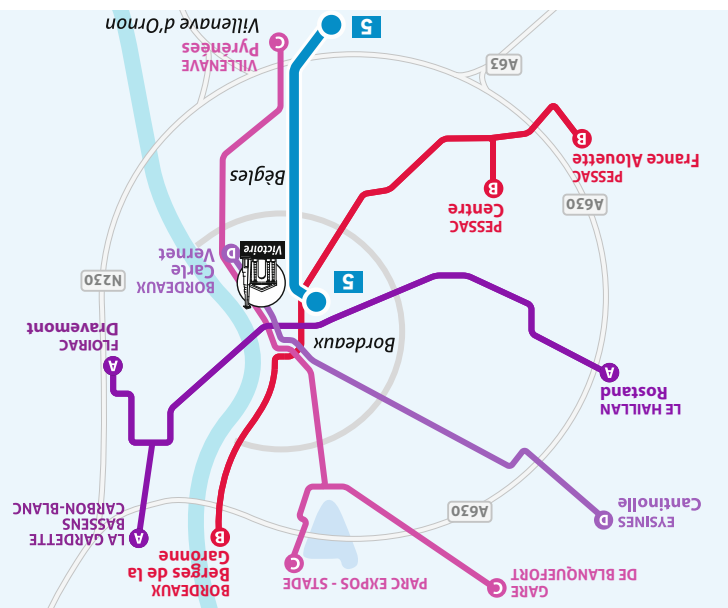 GARE
DE BLANQUEFORT
C
PARC EXPOS - STADE
C
BORDEAUX
Berges de la
Garonne
B
LA GARDETTE
BASSENS
CARBON-BLANC
A
A630
EYSINES
Cantinolle
D
LE HAILLAN
Rostand
A
FLOIRAC
Dravemont
A
Bordeaux
5
BORDEAUX
Carle
Vernet
D
N230
Victoire
A630
PESSAC
Centre
B
Bègles
PESSAC
France Alouette
B
A63
VILLENAVE
Pyrénées
C
Villenave d'Ornon
5